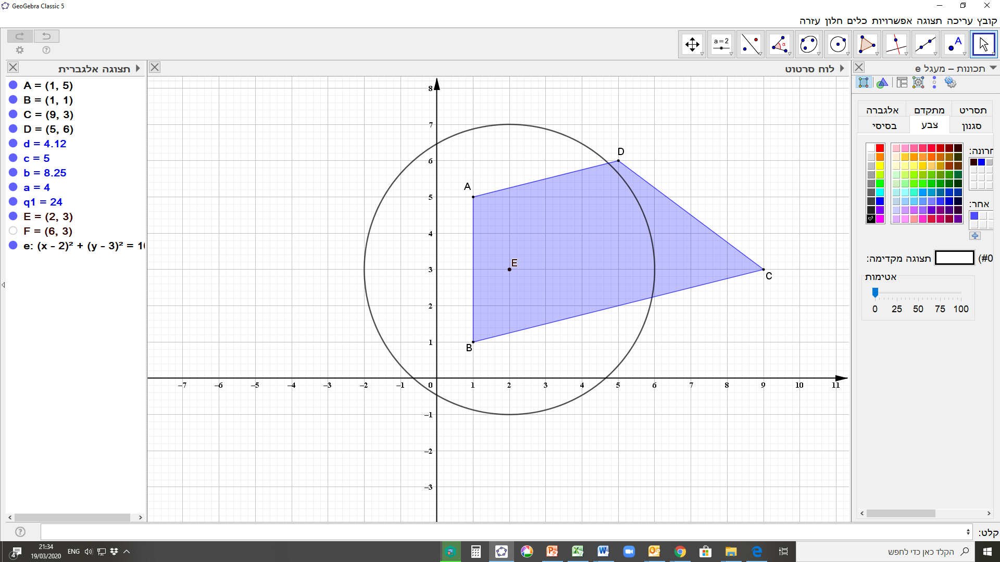 GeoGebra Classic 5
קובץ עריכה תצוגה אפשרויות כלים חלון עזרה
a = 2
α
A
תצוגה אלגברית
לוח סרטוט
תכונות – מעגל e
A = (1, 5)
B = (1, 1)
C = (9, 3)
D = (5, 6)
d = 4.12
c = 5
b = 8.25
a = 4
q1 = 24
E = (2, 3)
F = (6, 3)
e: (x - 2)² + (y - 3)² = 1
8
7
6
5
4
3
2
1
–1
–2
–3
–7 –6 –5 –4 –3 –2 –1 0 1 2 3 4 5 6 7 8 9 10 11
D
A
E
C
B
תסריט מתקדם אלגברה
סגנון צבע בסיסי
אחר:
תצוגה מקדימה: (#0
אטימות
0 25 50 75 100
קלט:
4
21:34
19/03/2020
ENG
הקלד כאן כדי לחפש